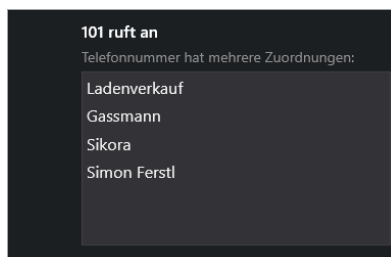 101 ruft an
Telefonnummer hat mehrere Zuordnungen:
Ladenverkauf
Gassmann
Sikora
Simon Ferstl